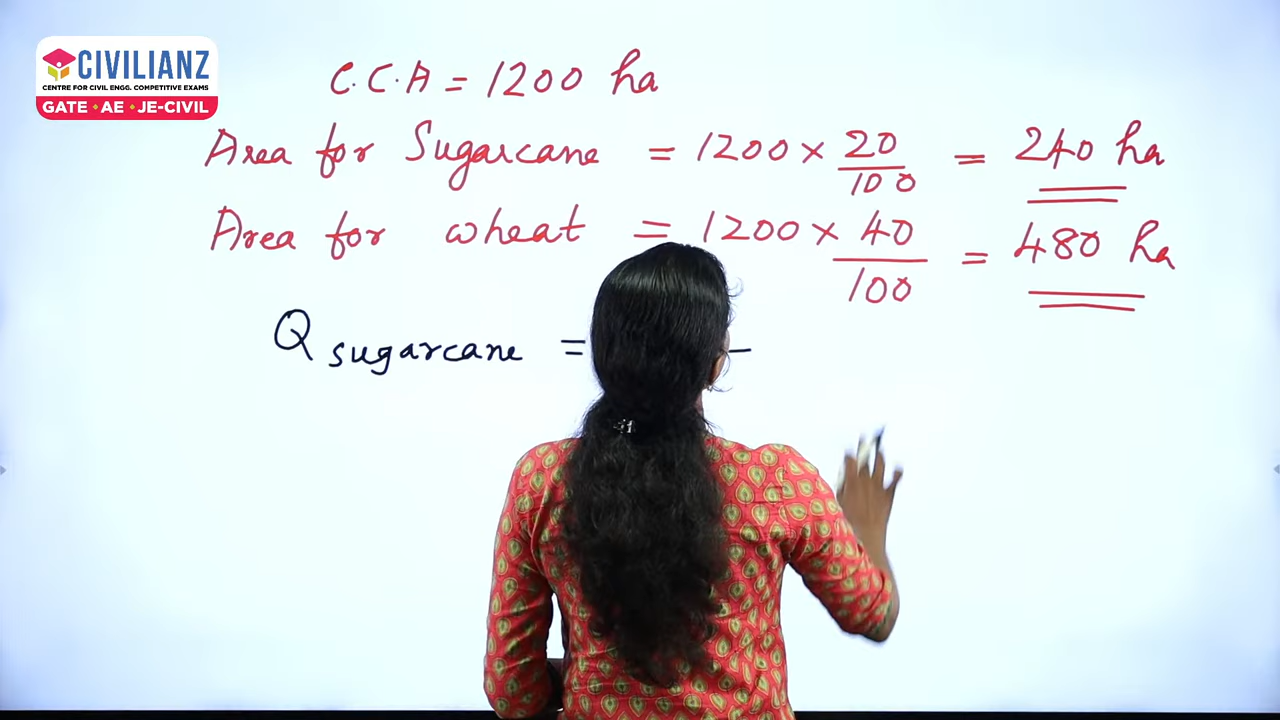 CIVILIANZ
CENTRE FOR CIVIL ENGG. COMPETITIVE EXAMS
GATE • AE • JE-CIVIL
C.C.A = 1200 ha
Area for Sugarcane = 1200 × 20/100 = 240 ha
Area for wheat = 1200 × 40/100 = 480 ha
Q sugarcane =